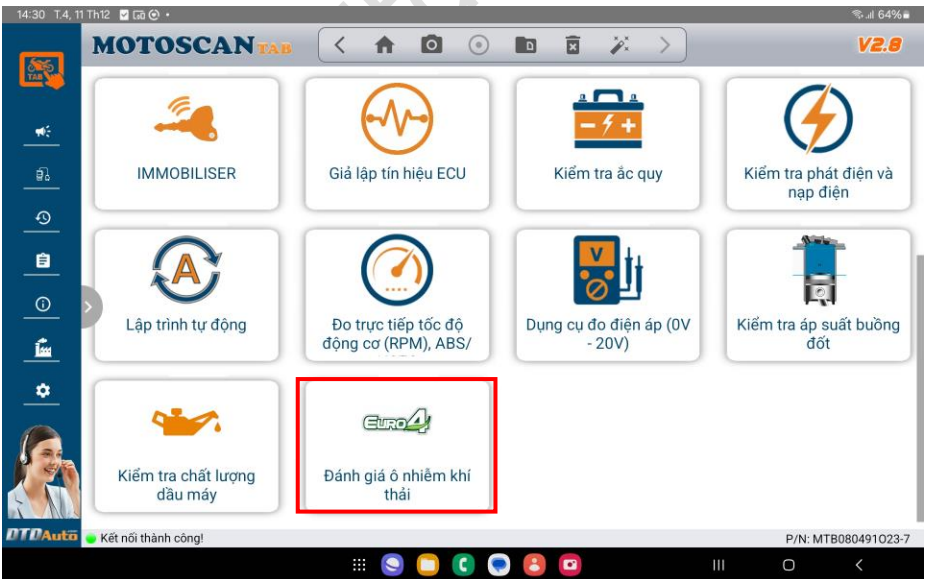 14:30 T.4, 11 Th12
64%
MOTOSCAN TAB
V2.8
TAB
IMMOBILISER
Giả lập tín hiệu ECU
Kiểm tra ắc quy
Kiểm tra phát điện và
nạp điện
A
Lập trình tự động
Đo trực tiếp tốc độ
động cơ (RPM), ABS/
V
Dụng cụ đo điện áp (0V
- 20V)
Kiểm tra áp suất buồng
đốt
Kiểm tra chất lượng
dầu máy
EURO 4
Đánh giá ô nhiễm khí
thải
DTDAuto
Kết nối thành công!
P/N: MTB080491O23-7